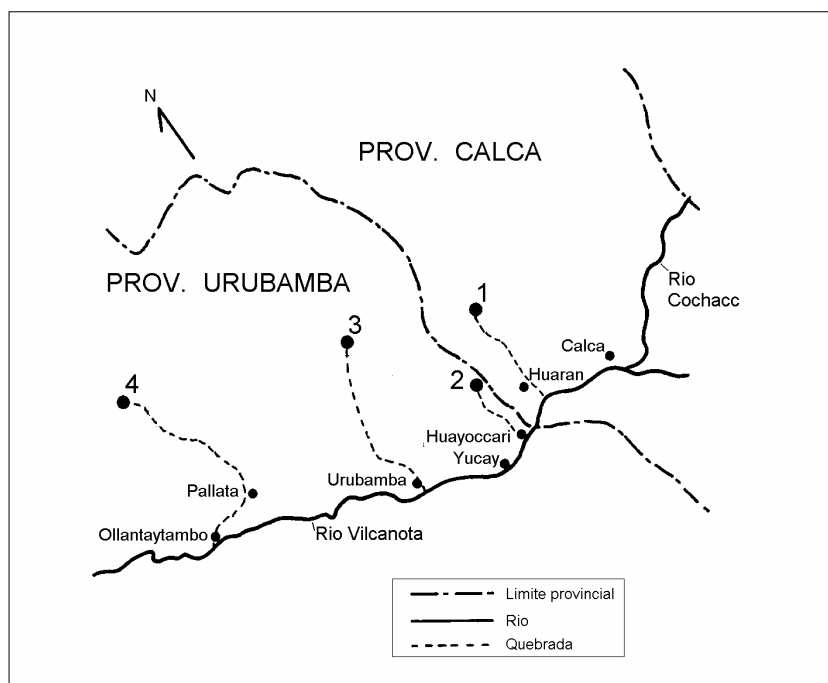 N
PROV. CALCA
PROV. URUBAMBA
Rio
Cochacc
1
3
Calca
Huaran
2
4
Huayoccari
Yucay
Urubamba
Pallata
Ollantaytambo
Rio Vilcanota
Limite provincial
Rio
Quebrada